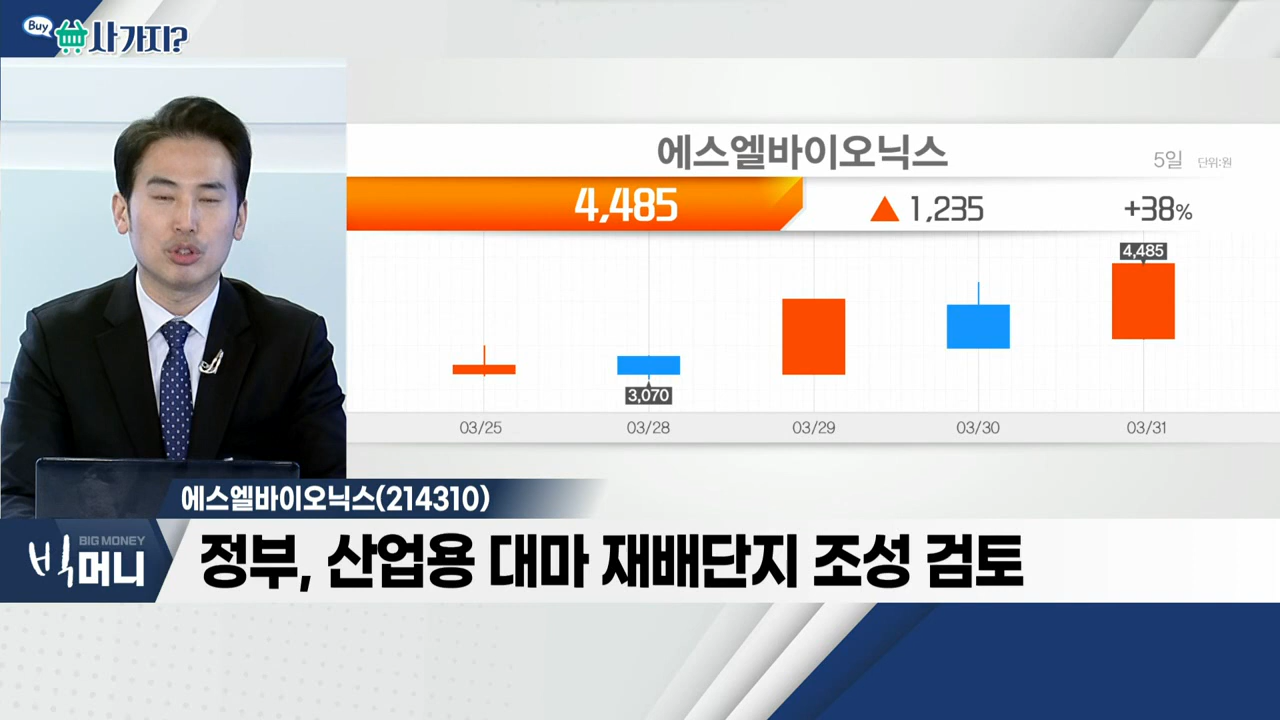 Buy 사 가지?
에스엘바이오닉스
5일 단위:원
4,485 ▲ 1,235 +38%
4,485
3,070
03/25 03/28 03/29 03/30 03/31
에스엘바이오닉스(214310)
BIG MONEY
빅머니
정부, 산업용 대마 재배단지 조성 검토